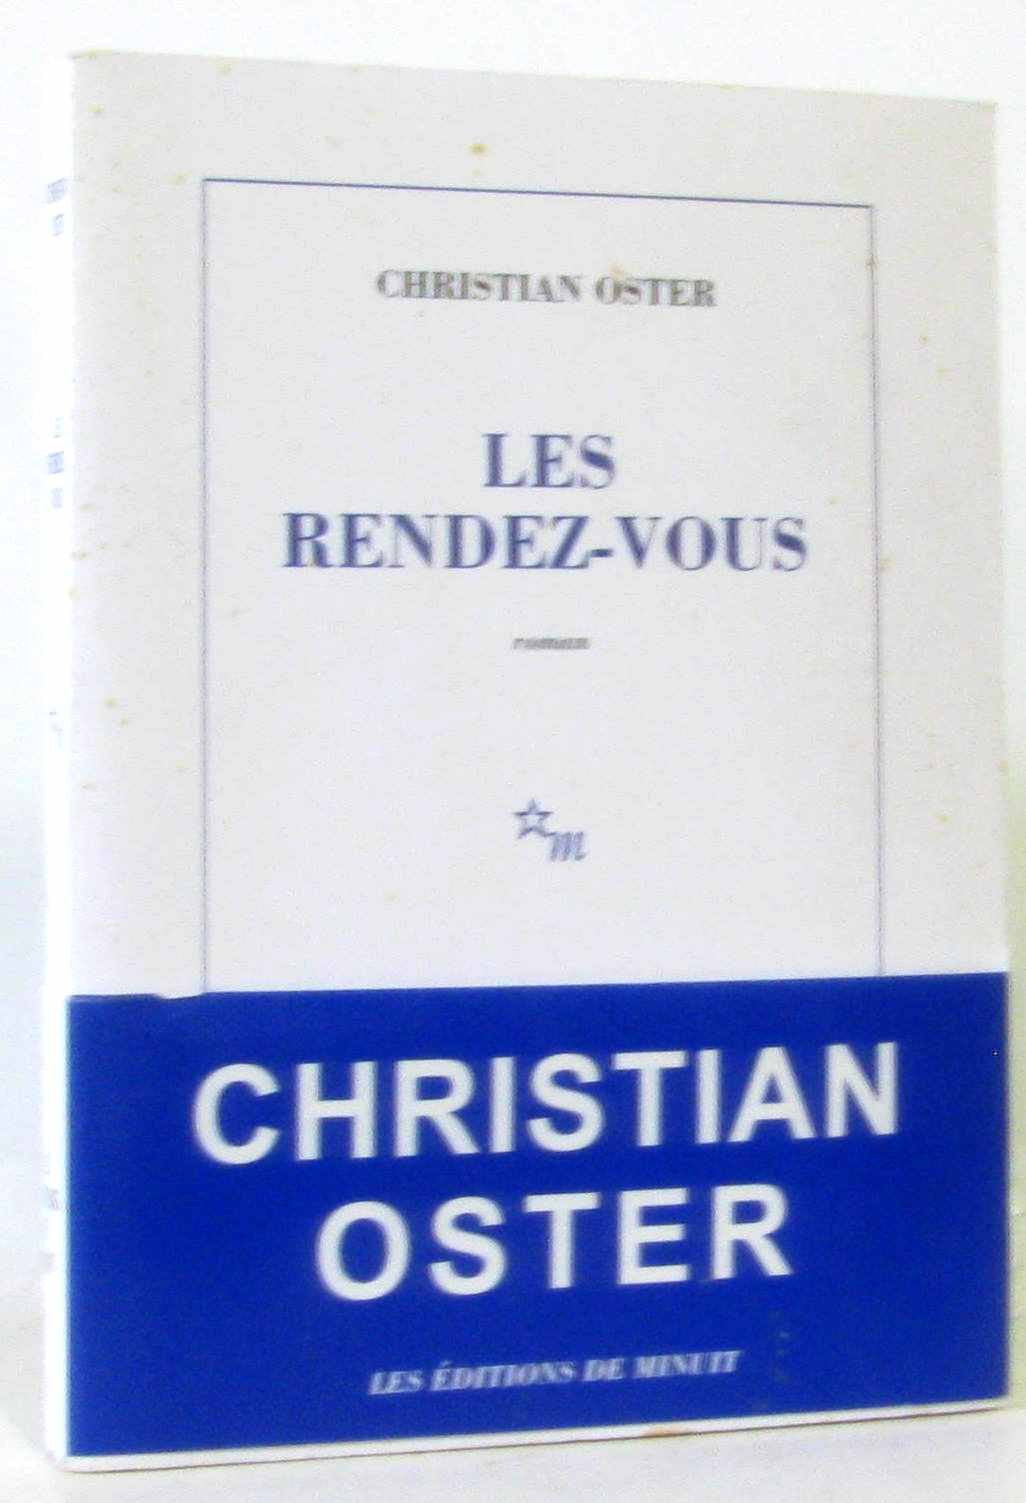 CHRISTIAN OSTER
LES
RENDEZ-VOUS
roman
m
CHRISTIAN
OSTER
LES ÉDITIONS DE MINUIT